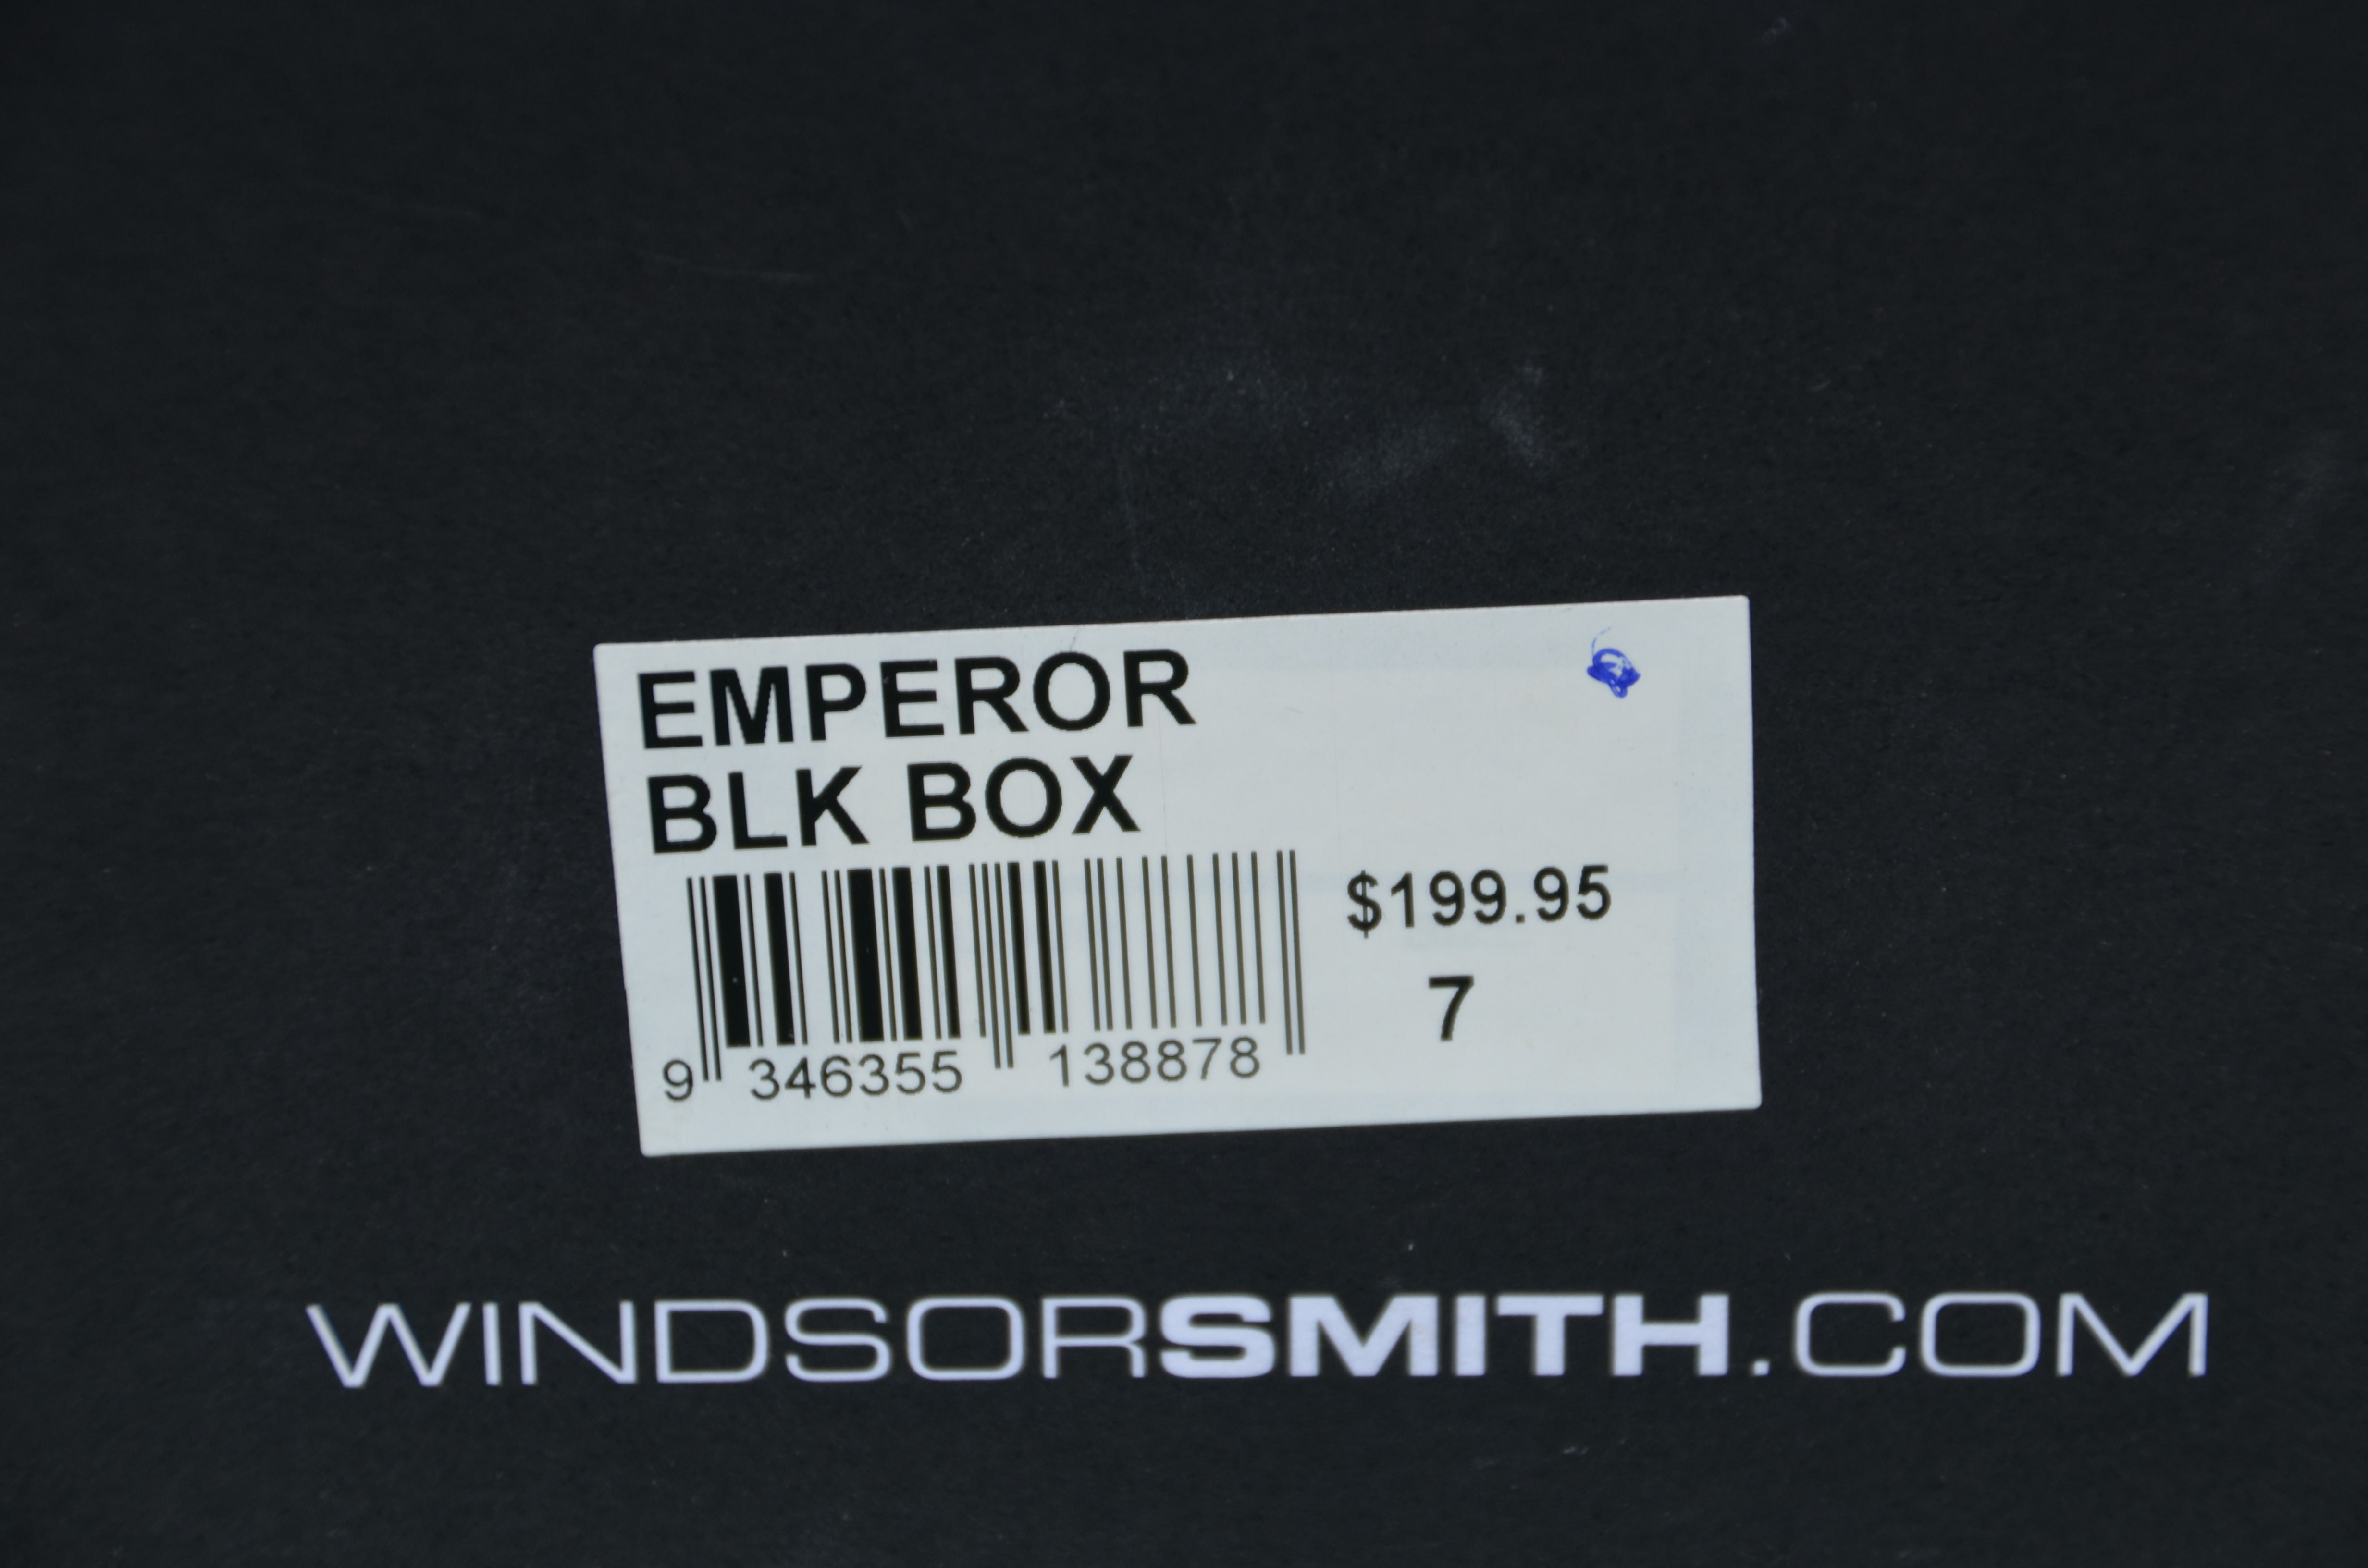 EMPEROR
BLK BOX
$199.95
7
9 346355 138878
WINDSORSMITH.COM